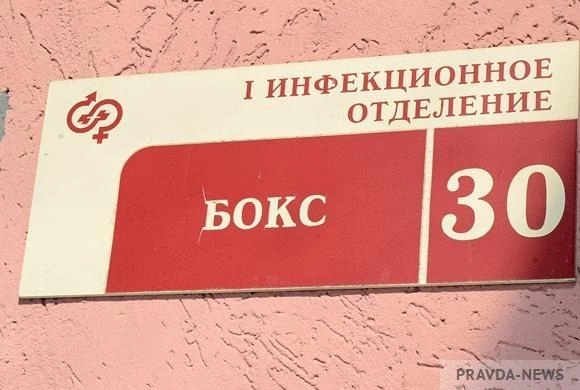 I ИНФЕКЦИОННОЕ
ОТДЕЛЕНИЕ
БОКС
30
PRAVDA-NEWS